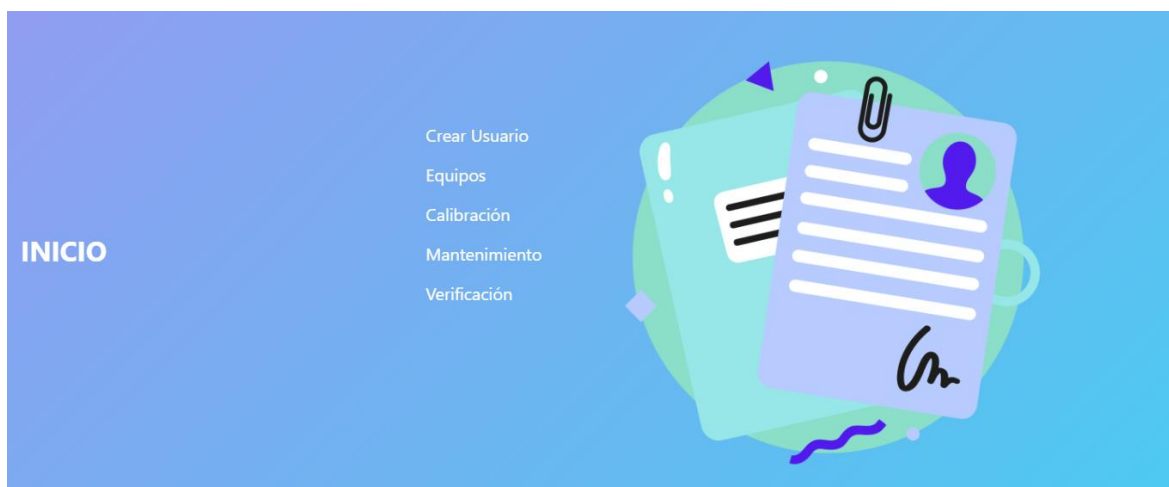 INICIO
Crear Usuario
Equipos
Calibración
Mantenimiento
Verificación